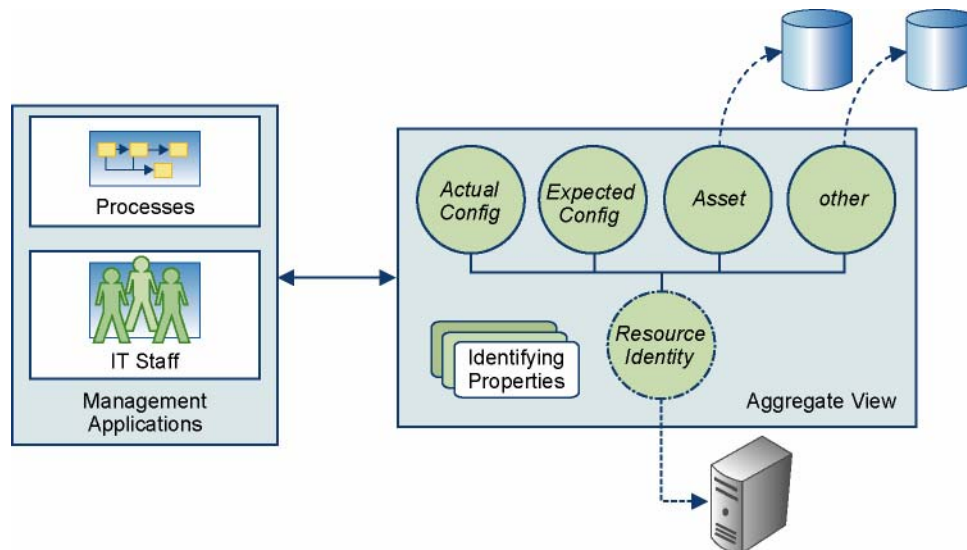 Processes
IT Staff
Management
Applications
Actual
Config
Expected
Config
Asset
other
Resource
Identity
Identifying
Properties
Aggregate View